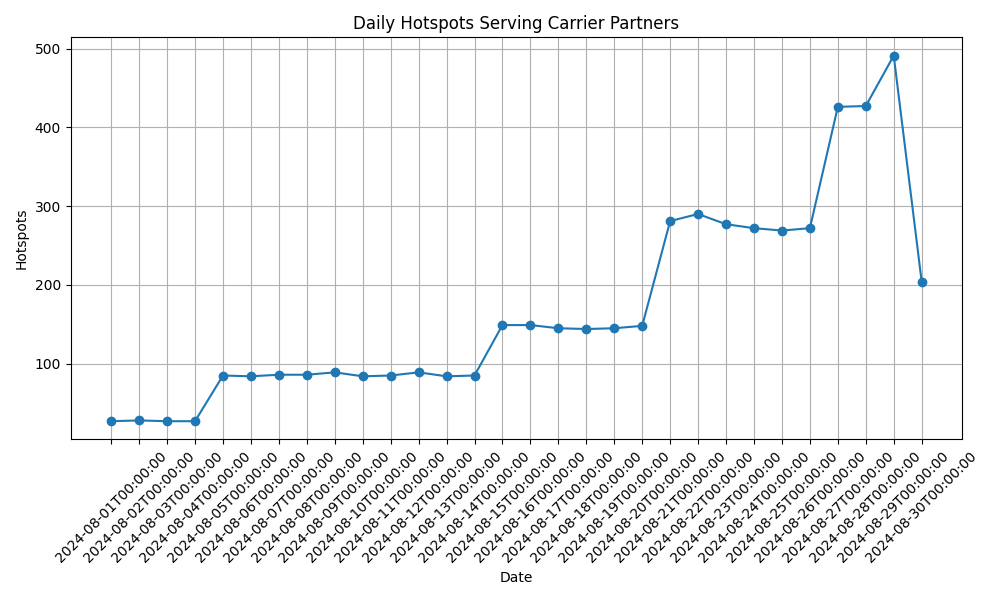 Daily Hotspots Serving Carrier Partners
500
400
300
200
100
Hotspots
2024-08-01T00:00:00
2024-08-02T00:00:00
2024-08-03T00:00:00
2024-08-04T00:00:00
2024-08-05T00:00:00
2024-08-06T00:00:00
2024-08-07T00:00:00
2024-08-08T00:00:00
2024-08-09T00:00:00
2024-08-10T00:00:00
2024-08-11T00:00:00
2024-08-12T00:00:00
2024-08-13T00:00:00
2024-08-14T00:00:00
2024-08-15T00:00:00
2024-08-16T00:00:00
2024-08-17T00:00:00
2024-08-18T00:00:00
2024-08-19T00:00:00
2024-08-20T00:00:00
2024-08-21T00:00:00
2024-08-22T00:00:00
2024-08-23T00:00:00
2024-08-24T00:00:00
2024-08-25T00:00:00
2024-08-26T00:00:00
2024-08-27T00:00:00
2024-08-28T00:00:00
2024-08-29T00:00:00
2024-08-30T00:00:00
Date